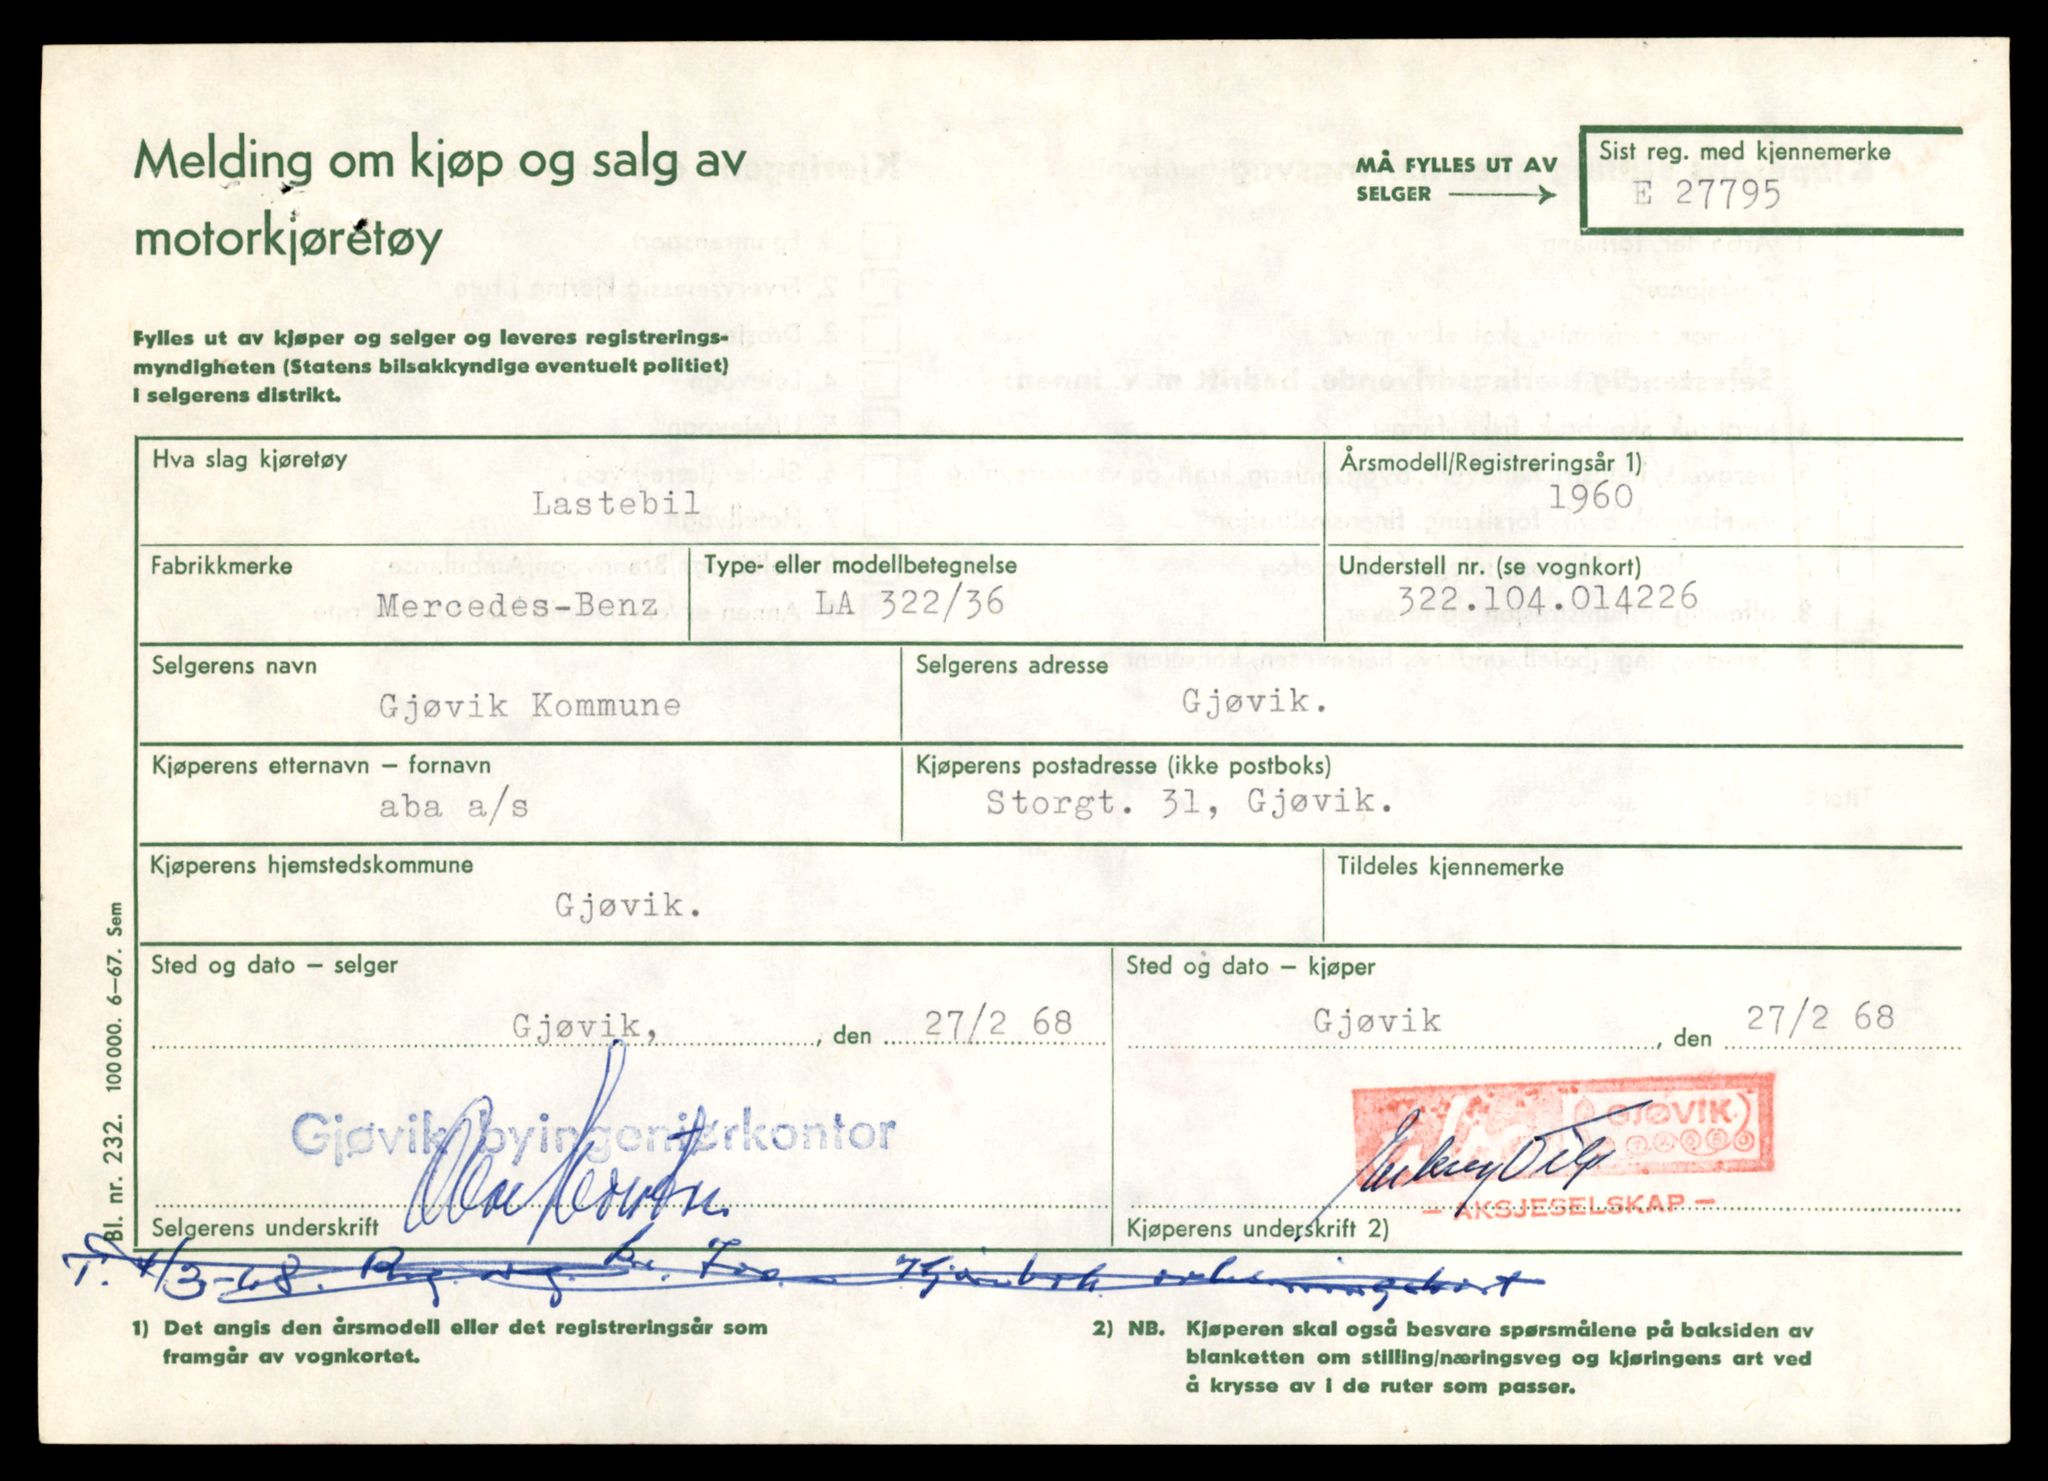 Melding om kjøp og salg av
motorkjøretøy
MÅ FYLLES UT AV
SELGER
Sist reg. med kjennemerke
E 27795
Fylles ut av kjøper og selger og leveres registrerings-
myndigheten (Statens bilsakkyndige eventuelt politiet)
i selgerens distrikt.
Hva slag kjøretøy
Lastebil
Årsmodell/Registreringsår 1)
1960
Fabrikkmerke
Mercedes-Benz
Type- eller modellbetegnelse
LA 322/36
Understell nr. (se vognkort)
322.104.014226
Selgerens navn
Gjøvik Kommune
Selgerens adresse
Gjøvik.
Kjøperens etternavn – fornavn
aba a/s
Kjøperens postadresse (ikke postboks)
Storgt. 31, Gjøvik.
Kjøperens hjemstedskommune
Gjøvik.
Tildeles kjennemerke
Sted og dato – selger
Gjøvik, , den 27/2 68
Sted og dato – kjøper
Gjøvik , den 27/2 68
Gjøvik byingeniørkontor
Selgerens underskrift
GJØVIK
– AKSJESELSKAP –
Kjøperens underskrift 2)
1) Det angis den årsmodell eller det registreringsår som
framgår av vognkortet.
2) NB. Kjøperen skal også besvare spørsmålene på baksiden av
blanketten om stilling/næringsveg og kjøringens art ved
å krysse av i de ruter som passer.
Bl. nr. 232. 100 000. 6–67. Sem